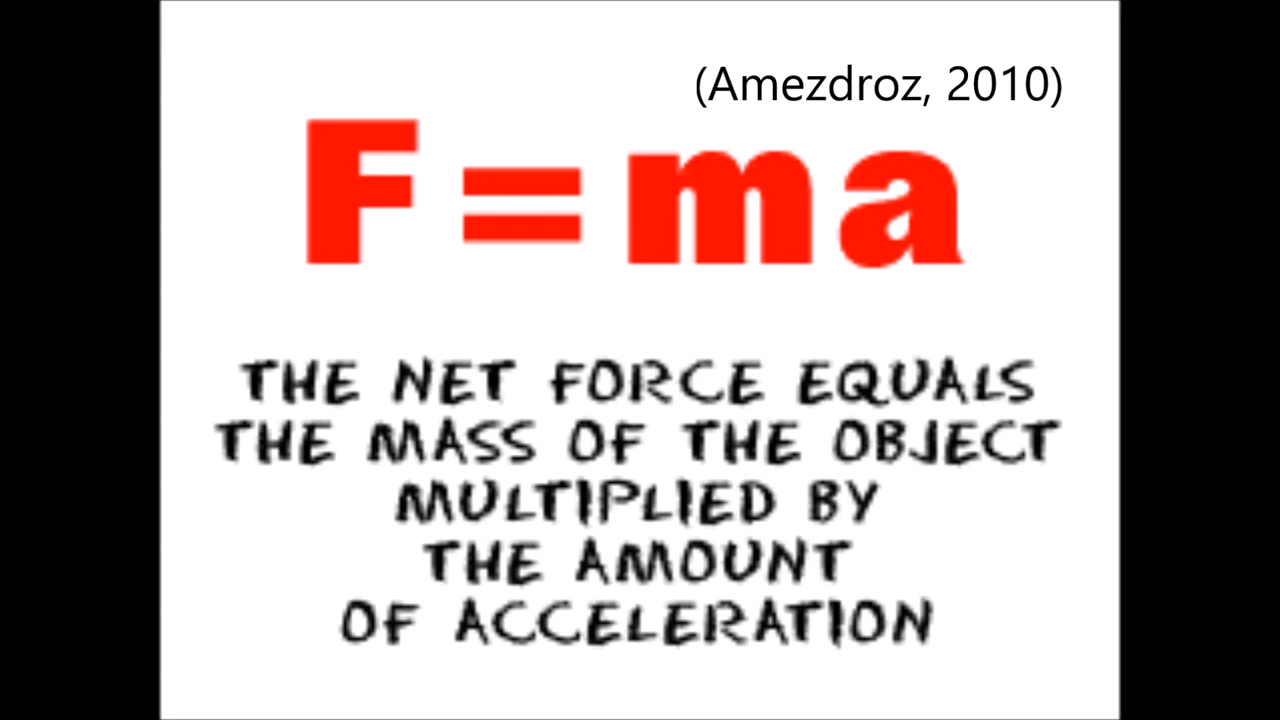 (Amezdroz, 2010)
F=ma
THE NET FORCE EQUALS
THE MASS OF THE OBJECT
MULTIPLIED BY
THE AMOUNT
OF ACCELERATION